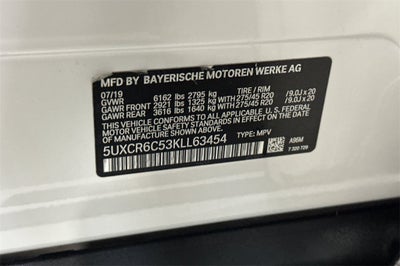 MFD BY BAYERISCHE MOTOREN WERKE AG
07/19
GVWR 6162 lbs 2795 kg TIRE / RIM
GAWR FRONT 2921 lbs 1325 kg 275/45 R20 / 9.0J x 20
GAWR REAR 3616 lbs 1640 kg 275/45 R20 / 9.0J x 20
THIS VEHICLE CONFORMS TO ALL APPLICABLE U.S. FEDERAL
MOTOR VEHICLE SAFETY STANDARDS IN EFFECT ON THE
DATE OF MANUFACTURE SHOWN ABOVE.
5UXCR6C53KLL63454 TYPE: MPV A96M